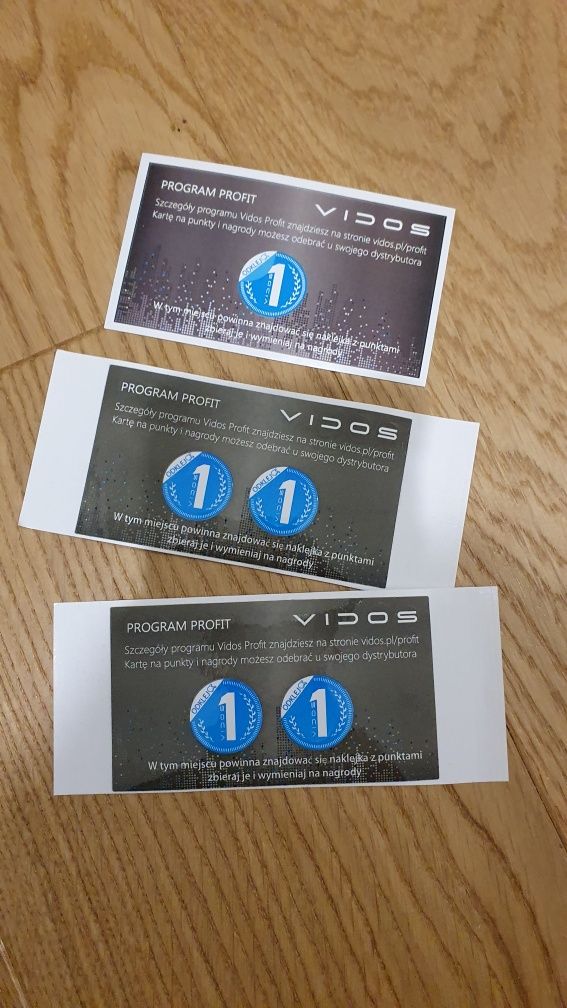 PROGRAM PROFIT
VIDOS
Szczegóły programu Vidos Profit znajdziesz na stronie vidos.pl/profit
Kartę na punkty i nagrody możesz odebrać u swojego dystrybutora
ODKLEJ
1
W tym miejscu powinna znajdować się naklejka z punktami
zbieraj je i wymieniaj na nagrody
PROGRAM PROFIT
VIDOS
Szczegóły programu Vidos Profit znajdziesz na stronie vidos.pl/profit
Kartę na punkty i nagrody możesz odebrać u swojego dystrybutora
ODKLEJ
1
ODKLEJ
1
W tym miejscu powinna znajdować się naklejka z punktami
zbieraj je i wymieniaj na nagrody
PROGRAM PROFIT
VIDOS
Szczegóły programu Vidos Profit znajdziesz na stronie vidos.pl/profit
Kartę na punkty i nagrody możesz odebrać u swojego dystrybutora
ODKLEJ
1
ODKLEJ
1
W tym miejscu powinna znajdować się naklejka z punktami
zbieraj je i wymieniaj na nagrody